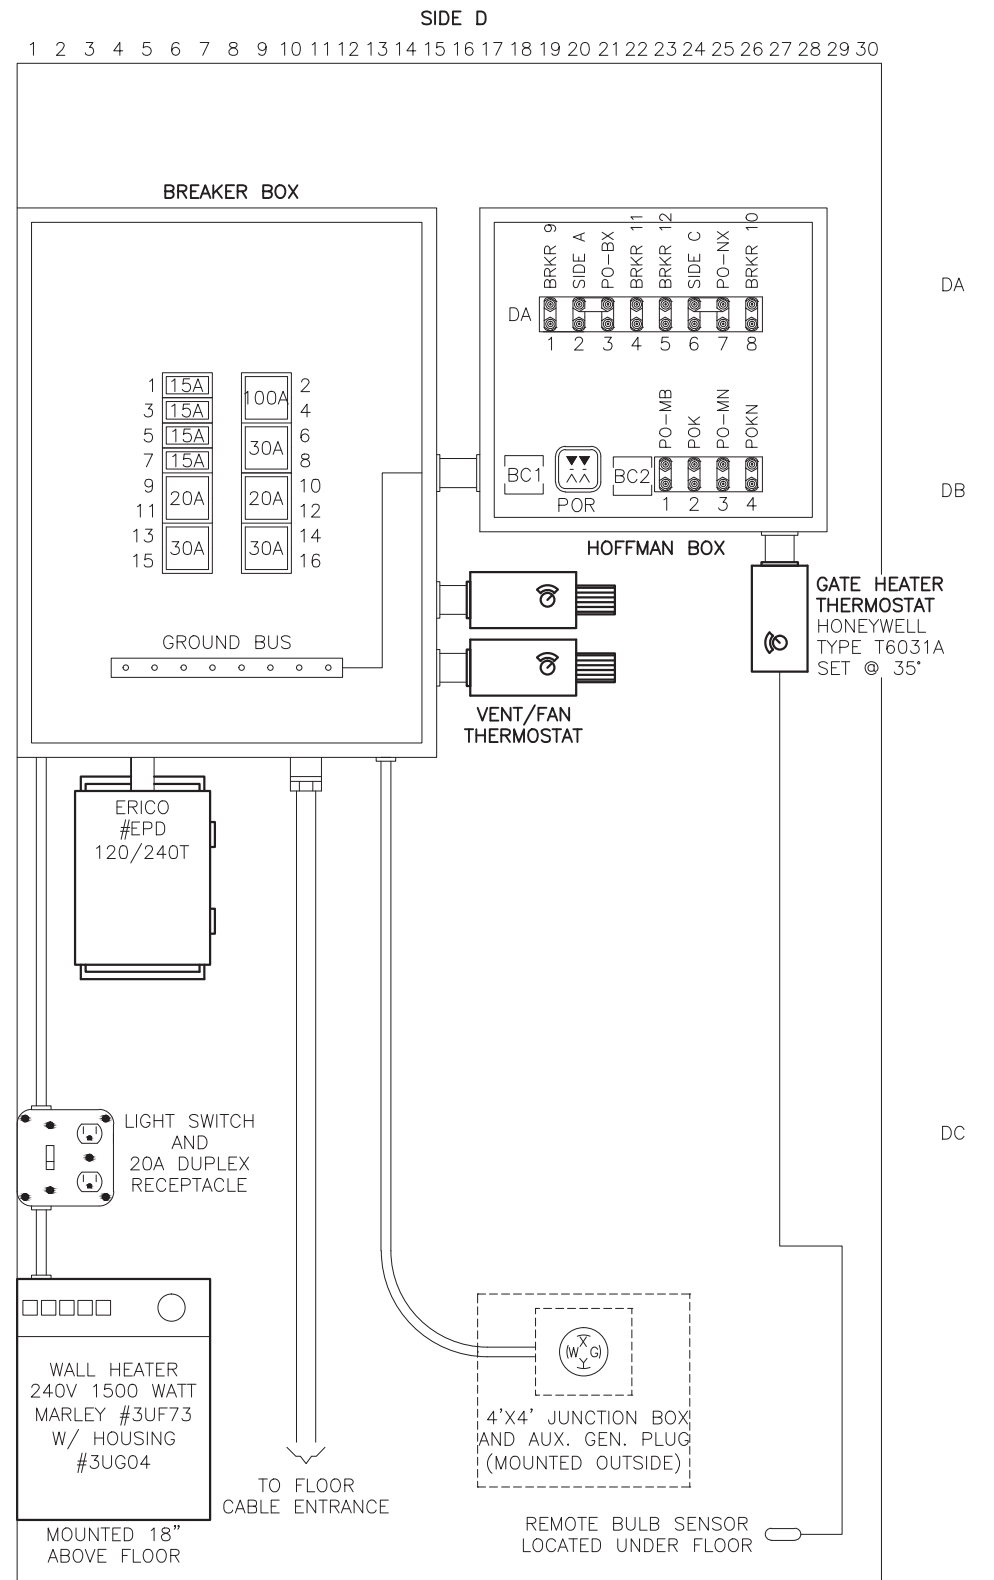 SIDE D
1 2 3 4 5 6 7 8 9 10 11 12 13 14 15 16 17 18 19 20 21 22 23 24 25 26 27 28 29 30
BREAKER BOX
BRKR 9
SIDE A
PO-BX
BRKR 11
BRKR 12
SIDE C
PO-NX
BRKR 10
DA
DA
1 2 3 4 5 6 7 8
1 15A 100A 2
3 15A 4
5 15A 30A 6
7 15A 8
9 20A 20A 10
11 12
13 30A 30A 14
15 16
PO-MB
POK
PO-MN
POKN
BC1
POR
BC2
1 2 3 4
DB
HOFFMAN BOX
GATE HEATER
THERMOSTAT
HONEYWELL
TYPE T6031A
SET @ 35°
GROUND BUS
VENT/FAN
THERMOSTAT
ERICO
#EPD
120/240T
LIGHT SWITCH
AND
20A DUPLEX
RECEPTACLE
DC
WALL HEATER
240V 1500 WATT
MARLEY #3UF73
W/ HOUSING
#3UG04
MOUNTED 18"
ABOVE FLOOR
TO FLOOR
CABLE ENTRANCE
X
W G
Y
4'X4' JUNCTION BOX
AND AUX. GEN. PLUG
(MOUNTED OUTSIDE)
REMOTE BULB SENSOR
LOCATED UNDER FLOOR